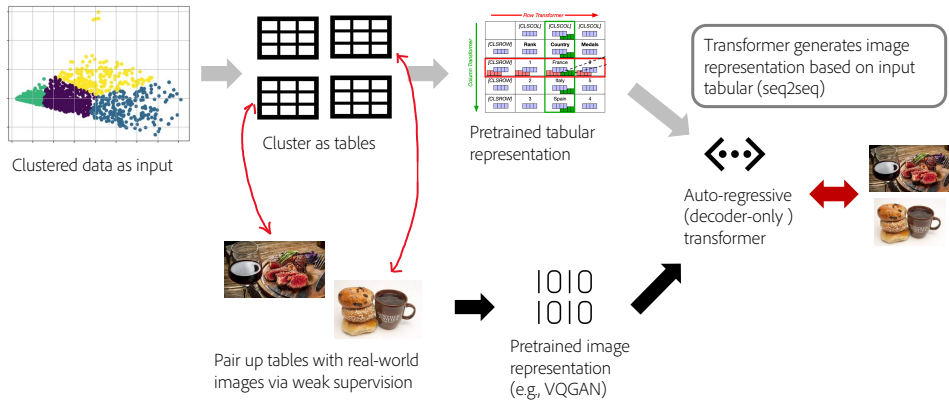 Row Transformer
[CLSCOL] [CLSCOL] [CLSCOL]
[CLSROW] Rank Country Medals
[CLSROW] 1 France
[CLSROW] 2 Italy 5
[CLSROW] 3 Spain 4
Column Transformer
Transformer generates image
representation based on input
tabular (seq2seq)
Clustered data as input
Cluster as tables
Pretrained tabular
representation
Auto-regressive
(decoder-only )
transformer
Pair up tables with real-world
images via weak supervision
1010
1010
Pretrained image
representation
(e.g., VQGAN)